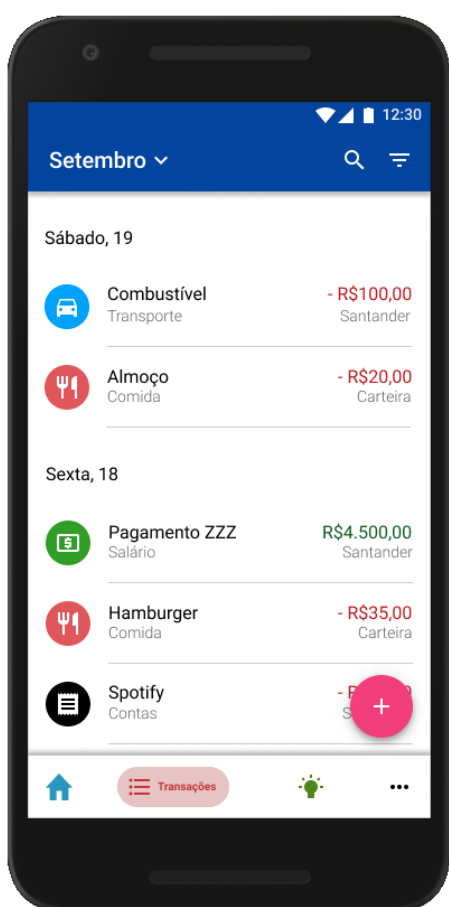 12:30
Setembro
Sábado, 19
Combustível - R$100,00
Transporte Santander
Almoço - R$20,00
Comida Carteira
Sexta, 18
Pagamento ZZZ R$4.500,00
Salário Santander
Hamburger - R$35,00
Comida Carteira
Spotify
Contas
Transações